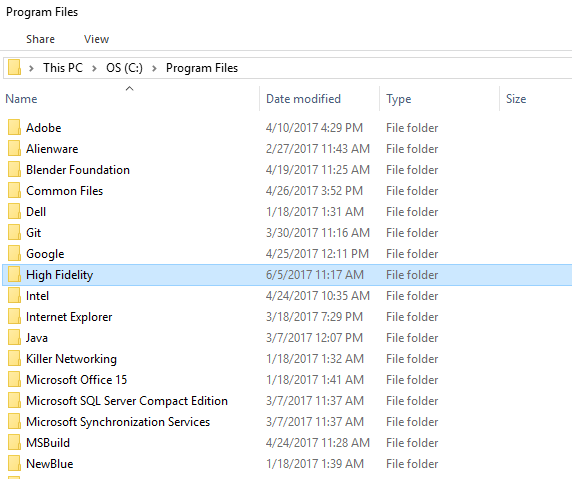 Program Files
Share View
This PC > OS (C:) > Program Files
Name Date modified Type Size
Adobe 4/10/2017 4:29 PM File folder
Alienware 2/27/2017 11:43 AM File folder
Blender Foundation 4/19/2017 11:25 AM File folder
Common Files 4/26/2017 3:52 PM File folder
Dell 1/18/2017 1:31 AM File folder
Git 3/30/2017 11:16 AM File folder
Google 4/25/2017 12:11 PM File folder
High Fidelity 6/5/2017 11:17 AM File folder
Intel 4/24/2017 10:35 AM File folder
Internet Explorer 3/18/2017 7:29 PM File folder
Java 3/7/2017 12:07 PM File folder
Killer Networking 1/18/2017 1:32 AM File folder
Microsoft Office 15 1/18/2017 1:41 AM File folder
Microsoft SQL Server Compact Edition 3/7/2017 11:37 AM File folder
Microsoft Synchronization Services 3/7/2017 11:37 AM File folder
MSBuild 4/24/2017 11:28 AM File folder
NewBlue 1/18/2017 1:39 AM File folder